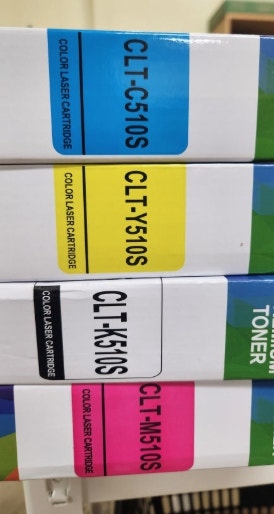 CLT-C510S
COLOR LASER CARTRIDGE
CLT-Y510S
COLOR LASER CARTRIDGE
CLT-K510S
COLOR LASER CARTRIDGE
TONER
CLT-M510S
COLOR LASER CARTRIDGE